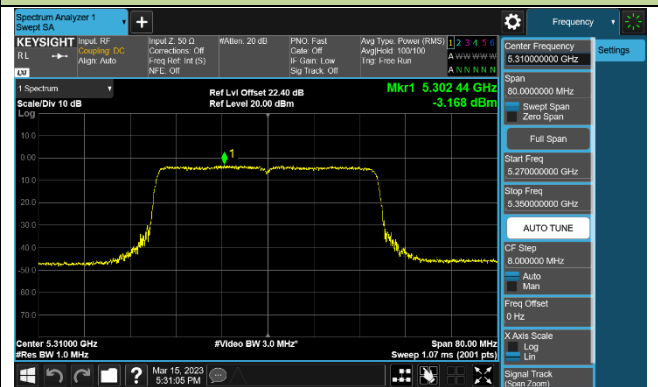 Spectrum Analyzer 1
Swept SA
+
Frequency
KEYSIGHT
RL
LXI
Input: RF
Coupling: DC
Align: Auto
Input Z: 50 Ω
Corrections: Off
Freq Ref: Int (S)
NFE: Off
#Atten: 20 dB
PNO: Fast
Gate: Off
IF Gain: Low
Sig Track: Off
Avg Type: Power (RMS)
Avg|Hold: 100/100
Trig: Free Run
1 2 3 4 5 6
A W W W W W
A N N N N N
Center Frequency
5.310000000 GHz
Settings
Span
80.0000000 MHz
Swept Span
Zero Span
Full Span
Start Freq
5.270000000 GHz
Stop Freq
5.350000000 GHz
AUTO TUNE
CF Step
8.000000 MHz
Auto
Man
Freq Offset
0 Hz
X Axis Scale
Log
Lin
Signal Track
(Span Zoom)
1 Spectrum
Scale/Div 10 dB
Log
Ref Lvl Offset 22.40 dB
Ref Level 20.00 dBm
Mkr1 5.302 44 GHz
-3.168 dBm
10.0
0.00
1
10.0
20.0
30.0
-50.0
60.0
70.0
Center 5.31000 GHz
#Res BW 1.0 MHz
#Video BW 3.0 MHz*
Span 80.00 MHz
Sweep 1.07 ms (2001 pts)
?
Mar 15, 2023
5:31:05 PM